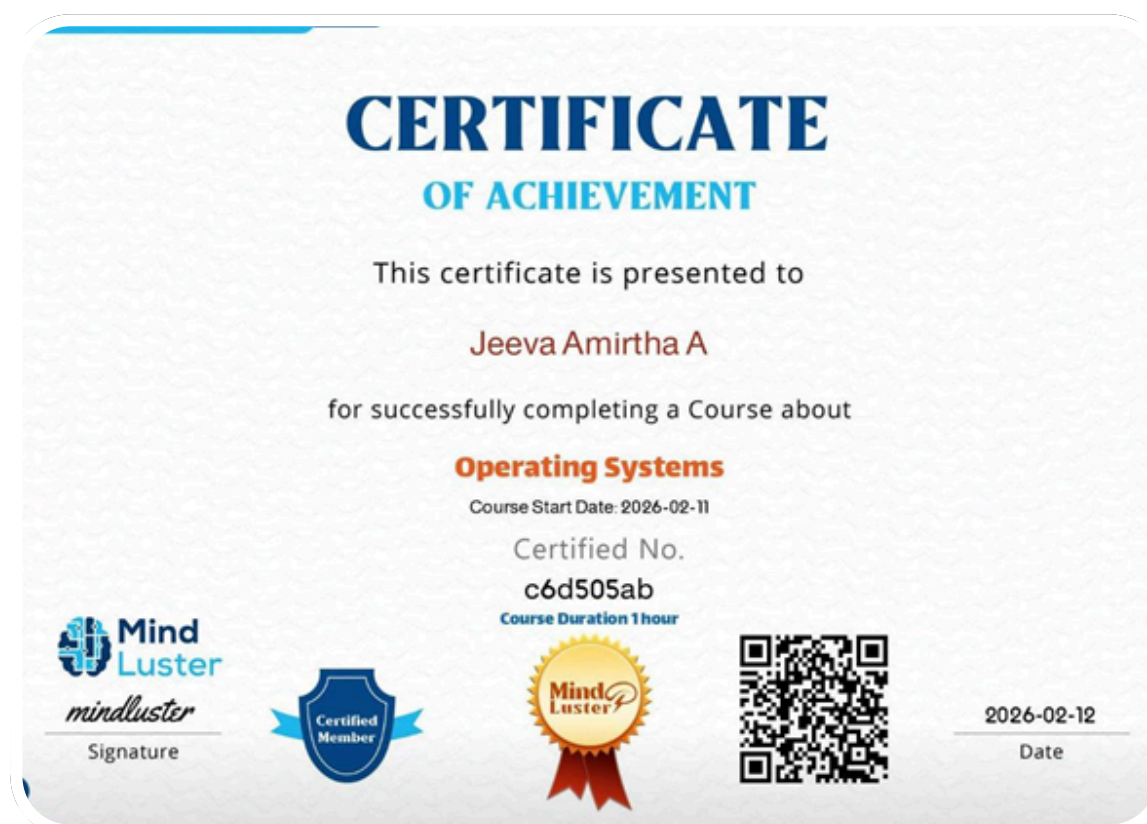 CERTIFICATE
OF ACHIEVEMENT
This certificate is presented to
Jeeva Amirtha A
for successfully completing a Course about
Operating Systems
Course Start Date: 2026-02-11
Certified No.
c6d505ab
Course Duration 1 hour
Mind
Luster
mindluster
Signature
Certified
Member
Mind
Luster
2026-02-12
Date